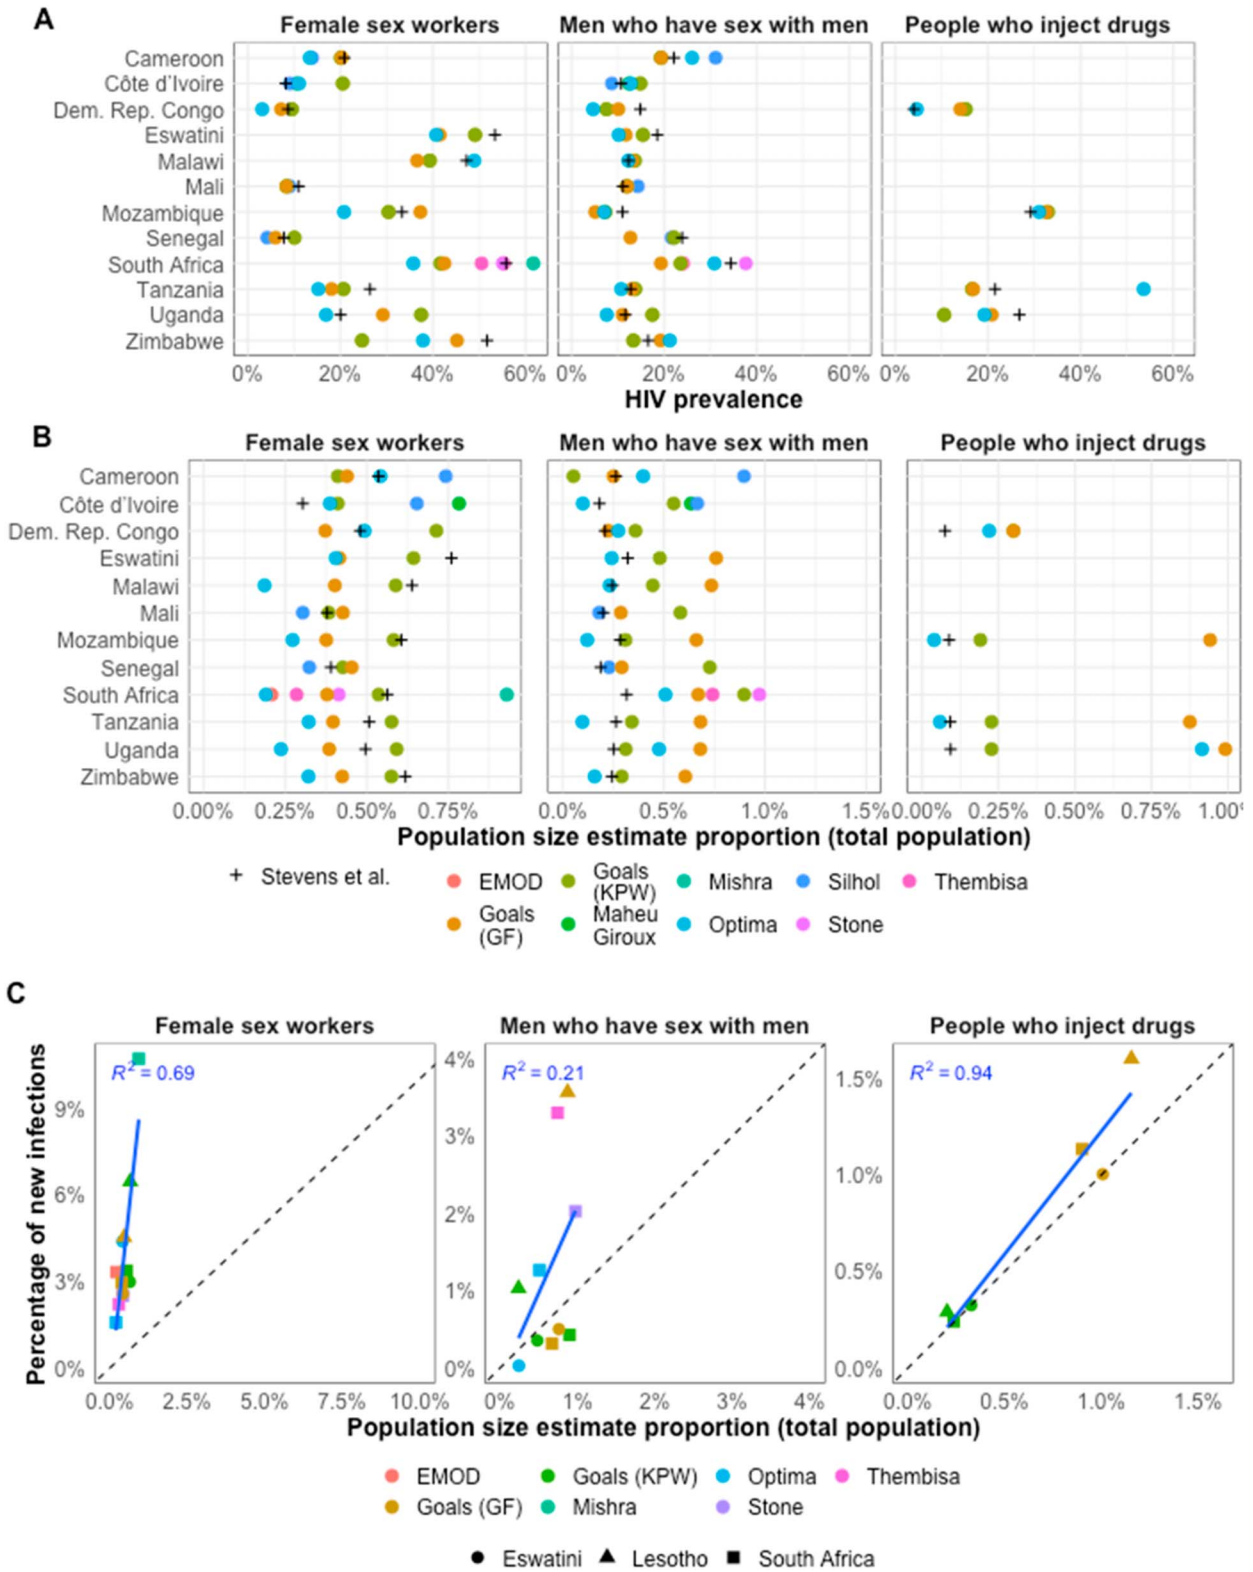 A
Female sex workers
Men who have sex with men
People who inject drugs
Cameroon
Côte d'Ivoire
Dem. Rep. Congo
Eswatini
Malawi
Mali
Mozambique
Senegal
South Africa
Tanzania
Uganda
Zimbabwe
0% 20% 40% 60% 0% 20% 40% 60% 0% 20% 40% 60%
HIV prevalence
B
Female sex workers
Men who have sex with men
People who inject drugs
Cameroon
Côte d'Ivoire
Dem. Rep. Congo
Eswatini
Malawi
Mali
Mozambique
Senegal
South Africa
Tanzania
Uganda
Zimbabwe
0.00% 0.50% 0.75% 0.0% 0.5% 1.0% 1.5% 0.00% 0.25% 0.50% 0.75% 1.00%
Population size estimate proportion (total population)
Stevens et al.
EMOD
Goals (KPW)
Mishra
Silhol
Thembisa
Goals (GF)
Maheu Giroux
Optima
Stone
C
Female sex workers
Men who have sex with men
People who inject drugs
Percentage of new infections
R² = 0.69
9%
6%
3%
0%
R² = 0.21
4%
3%
2%
1%
0%
R² = 0.94
1.5%
1.0%
0.5%
0.0%
0.0% 2.5% 5.0% 7.5% 10.0% 0% 1% 2% 3% 4% 0.0% 0.5% 1.0% 1.5%
Population size estimate proportion (total population)
EMOD
Goals (KPW)
Optima
Thembisa
Goals (GF)
Mishra
Stone
Eswatini
Lesotho
South Africa